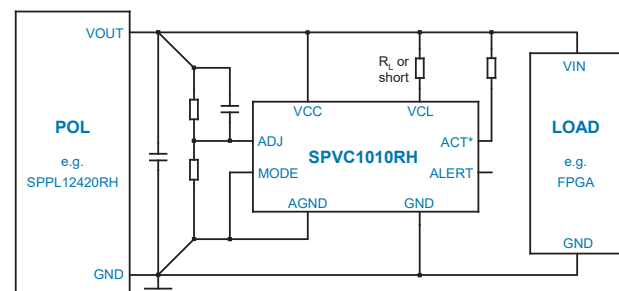 VOUT
POL
e.g.
SPPL12420RH
GND
RL or
short
VCC
VCL
ADJ
SPVC1010RH
ACT*
MODE
ALERT
AGND
GND
VIN
LOAD
e.g.
FPGA
GND